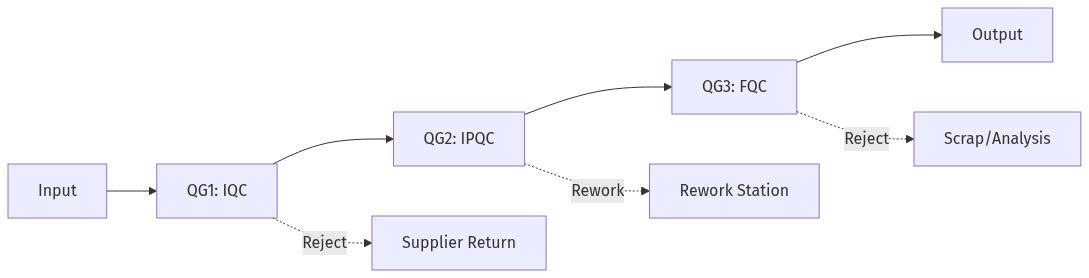 Input
QG1: IQC
Reject
Supplier Return
QG2: IPQC
Rework
Rework Station
QG3: FQC
Reject
Scrap/Analysis
Output